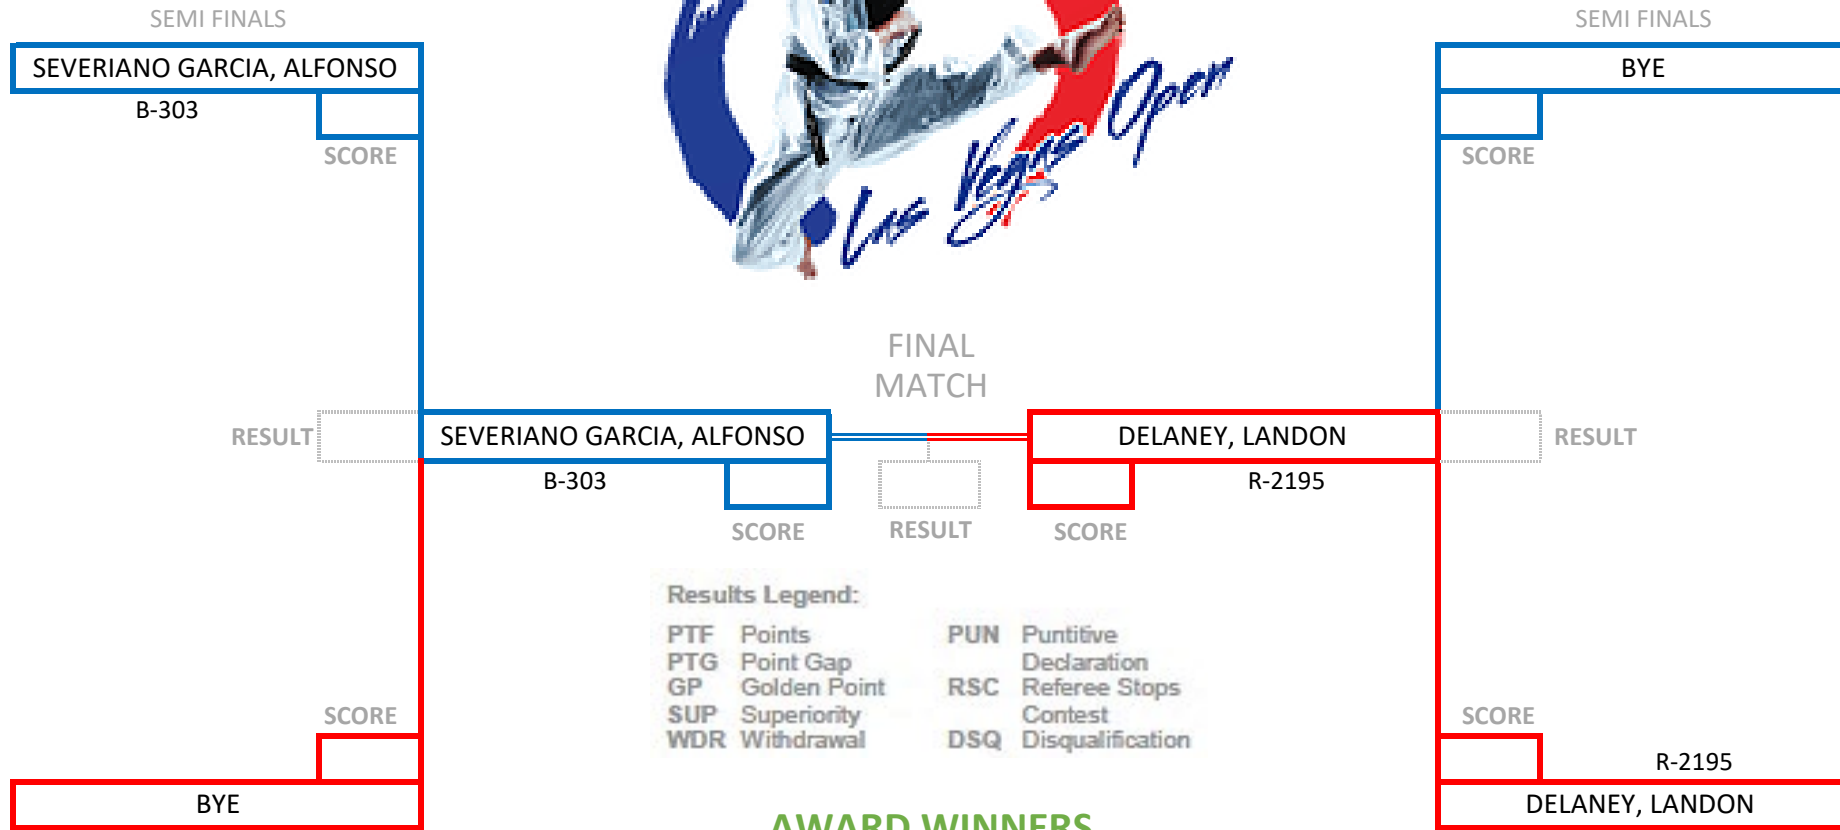 SEMI FINALS
SEMI FINALS
SEVERIANO GARCIA, ALFONSO
BYE
B-303
SCORE
SCORE
Las Vegas Open
FINAL
MATCH
RESULT
SEVERIANO GARCIA, ALFONSO
DELANEY, LANDON
RESULT
B-303
R-2195
SCORE
RESULT
SCORE
Results Legend:
PTF Points
PTG Point Gap
GP Golden Point
SUP Superiority
WDR Withdrawal
PUN Puntitive
Declaration
RSC Referee Stops
Contest
DSQ Disqualification
SCORE
SCORE
R-2195
BYE
DELANEY, LANDON
AWARD WINNERS